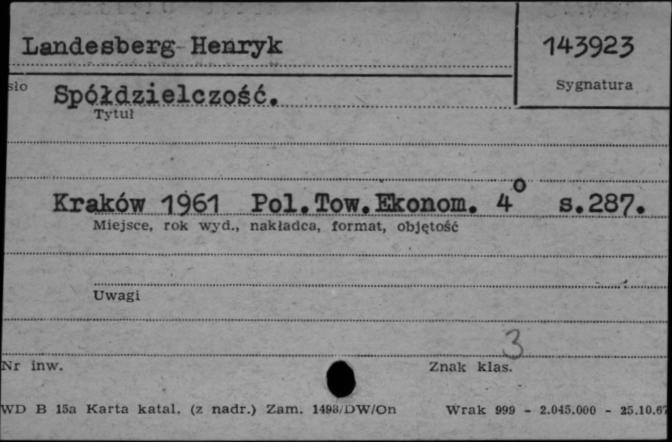 Landesberg Henryk
143923
Sygnatura
sło
Spółdzielczość.
Tytuł
Kraków 1961 Pol.Tow.Ekonom. 4° s.287.
Miejsce, rok wyd., nakładca, format, objętość
Uwagi
3
Nr inw.
Znak klas.
WD B 15a Karta katal. (z nadr.) Zam. 1498/DW/On Wrak 999 - 2.045.000 - 25.10.67